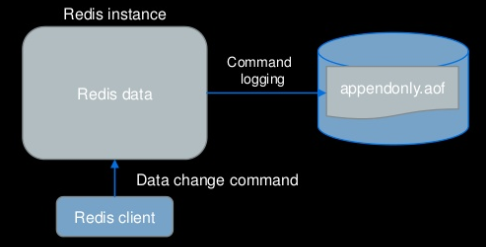 Redis instance
Redis data
Command
logging
appendonly.aof
Data change command
Redis client